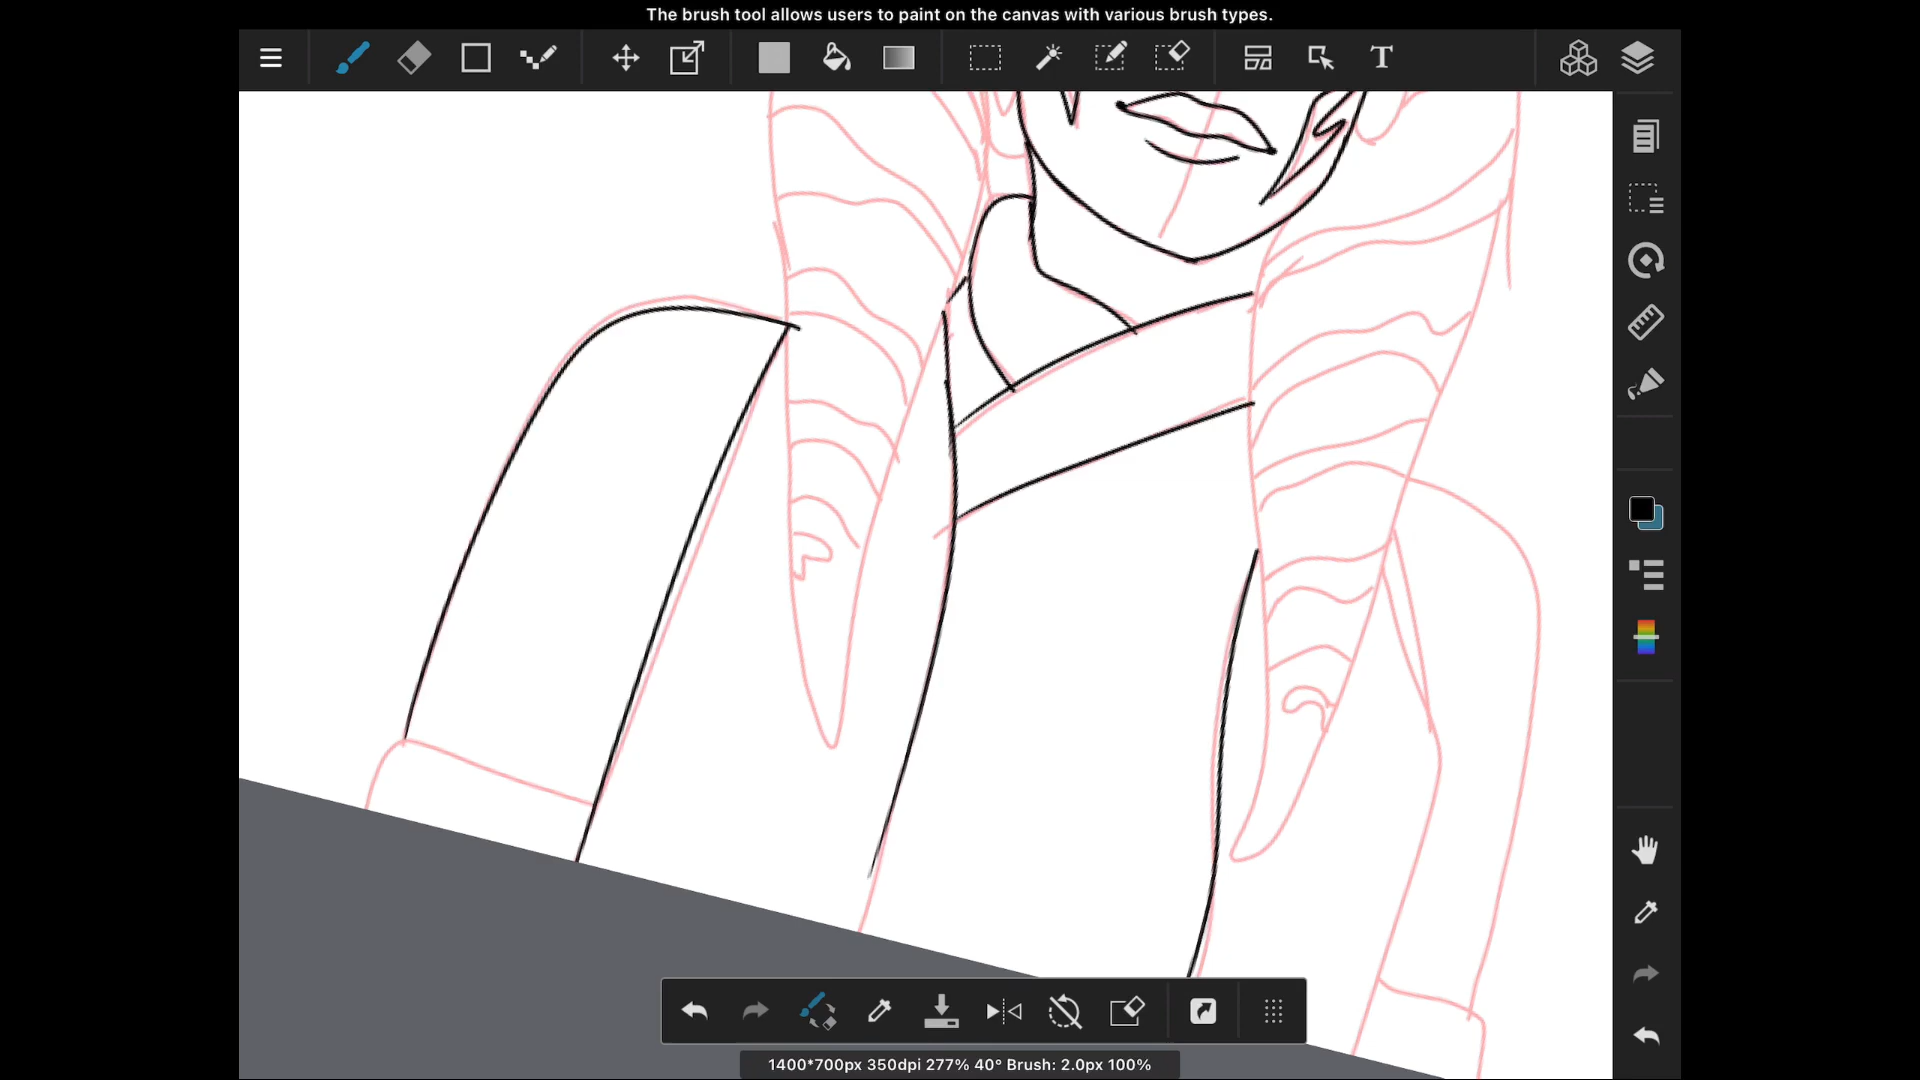 The brush tool allows users to paint on the canvas with various brush types.
T
1400*700px 350dpi 277% 40° Brush: 2.0px 100%